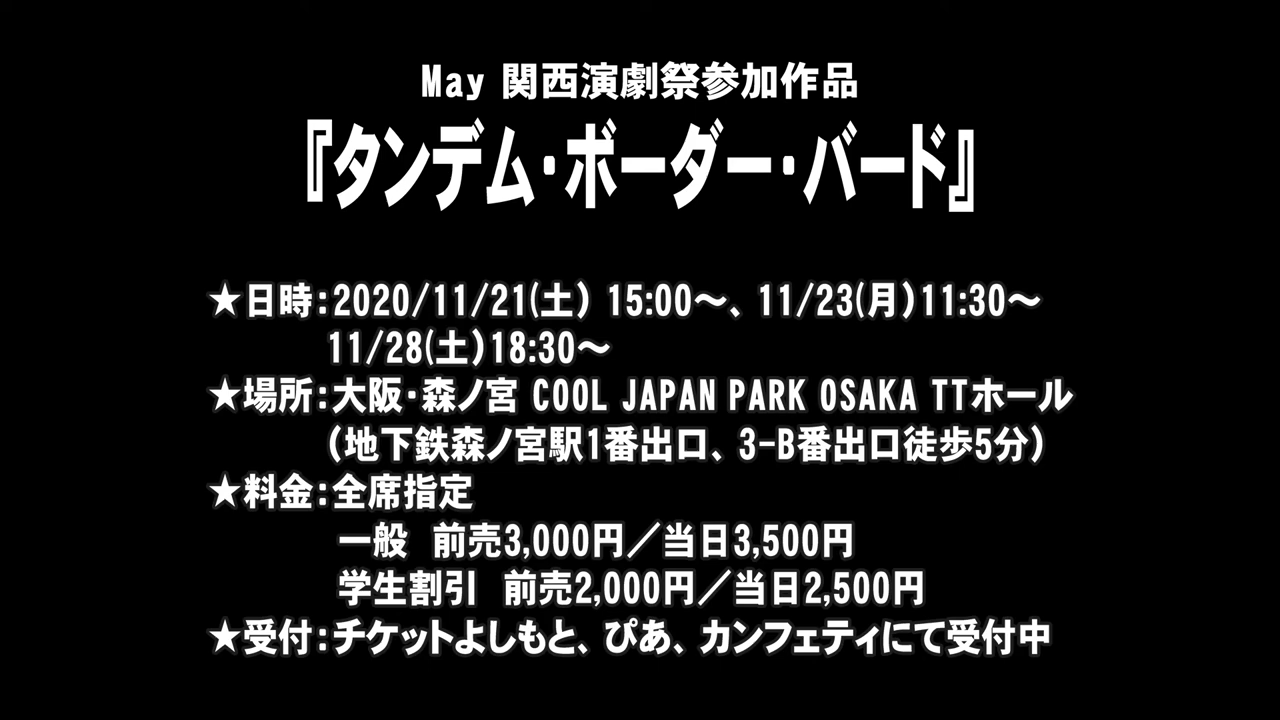 May 関西演劇祭参加作品
『タンデム・ボーダー・バード』
★日時：2020/11/21(土) 15:00～、11/23(月)11:30～
11/28(土)18:30～
★場所：大阪・森ノ宮 COOL JAPAN PARK OSAKA TTホール
(地下鉄森ノ宮駅1番出口、3-B番出口徒歩5分)
★料金：全席指定
一般　前売3,000円／当日3,500円
学生割引　前売2,000円／当日2,500円
★受付：チケットよしもと、ぴあ、カンフェティにて受付中